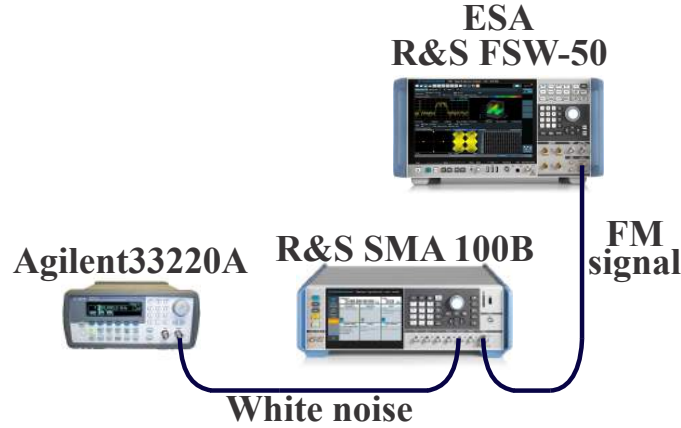 ESA
R&S FSW-50
Agilent33220A
R&S SMA 100B
FM
signal
White noise